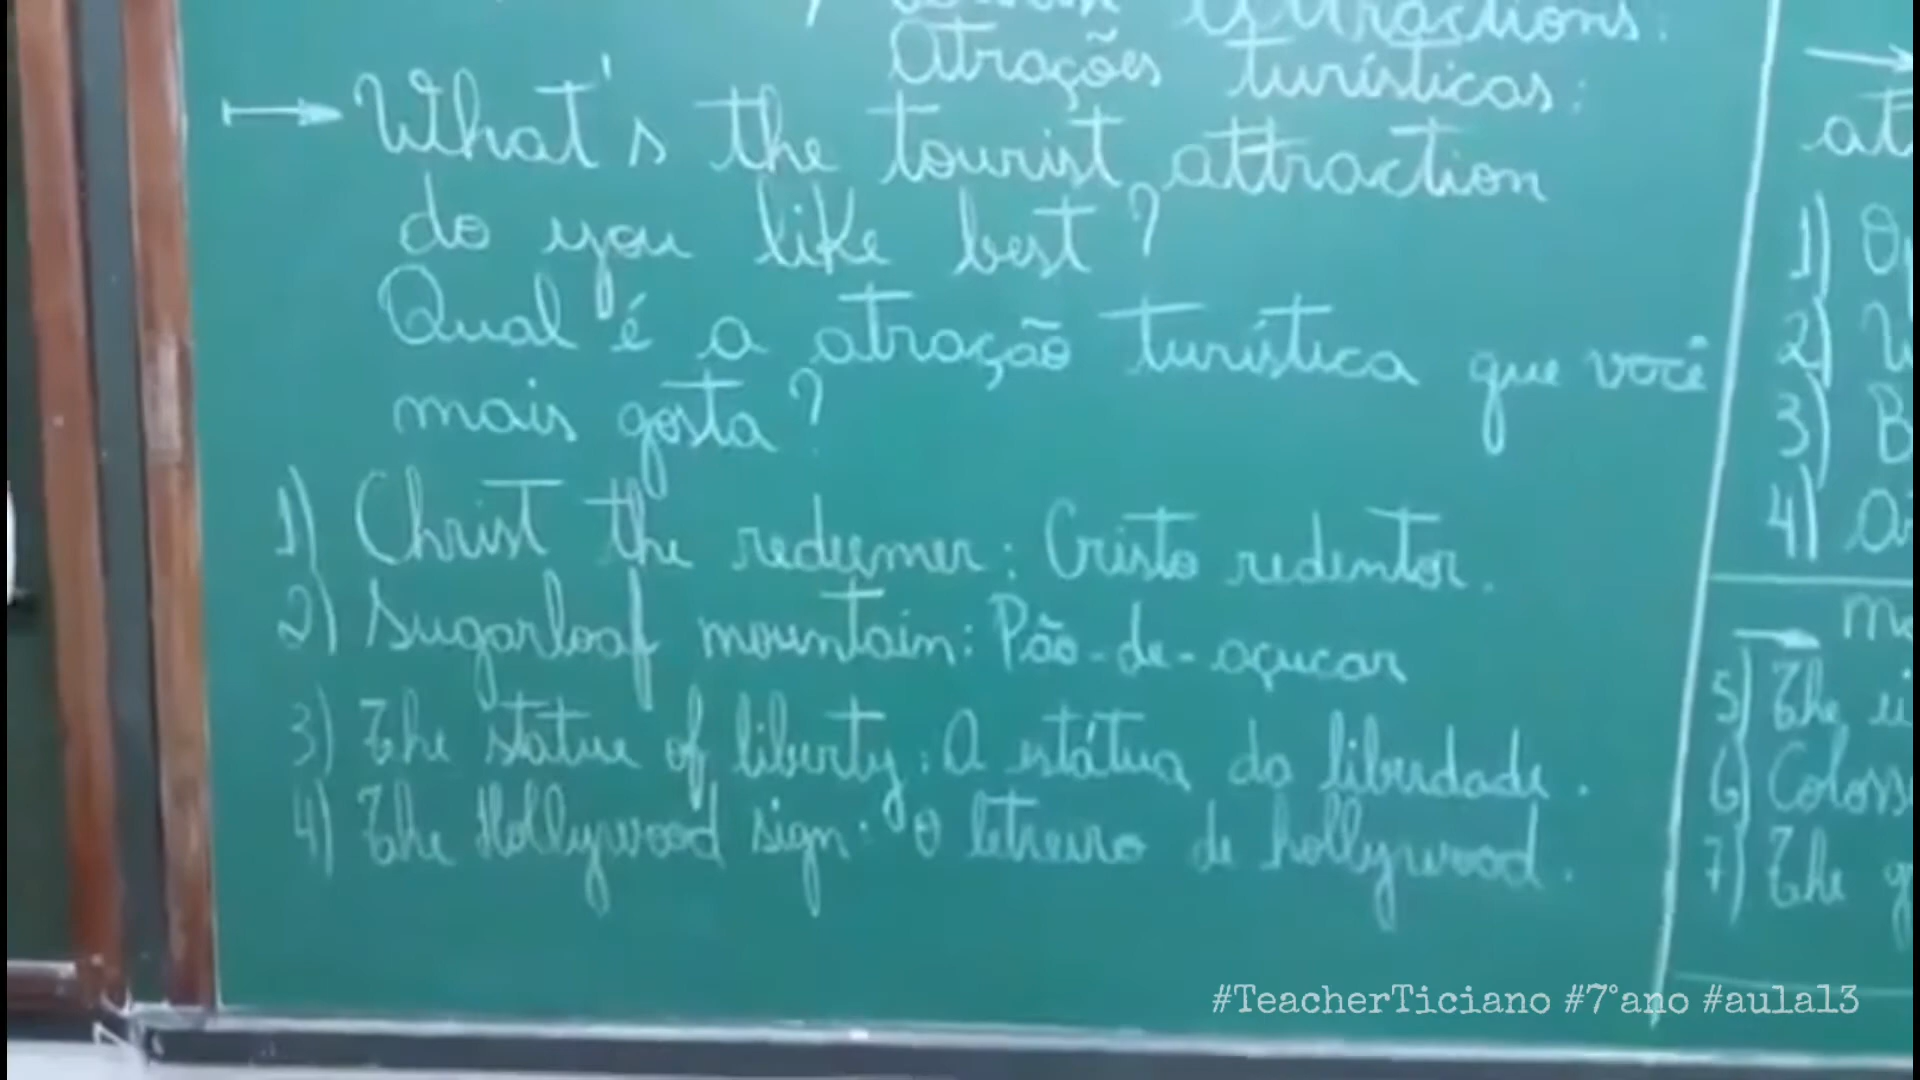 attractions:
Atrações turísticas:
What's the tourist attraction
do you like best?
Qual é a atração turística que você
mais gosta?
1) Christ the redeemer: Cristo redentor.
2) Sugarloaf mountain: Pão-de-açucar
3) The statue of liberty: A estátua da liberdade.
4) The Hollywood sign: O letreiro de hollywood.
1)
2)
3) B
4)
5) The
6) Coloss
7) The g
#TeacherTiciano #7°ano #aula13